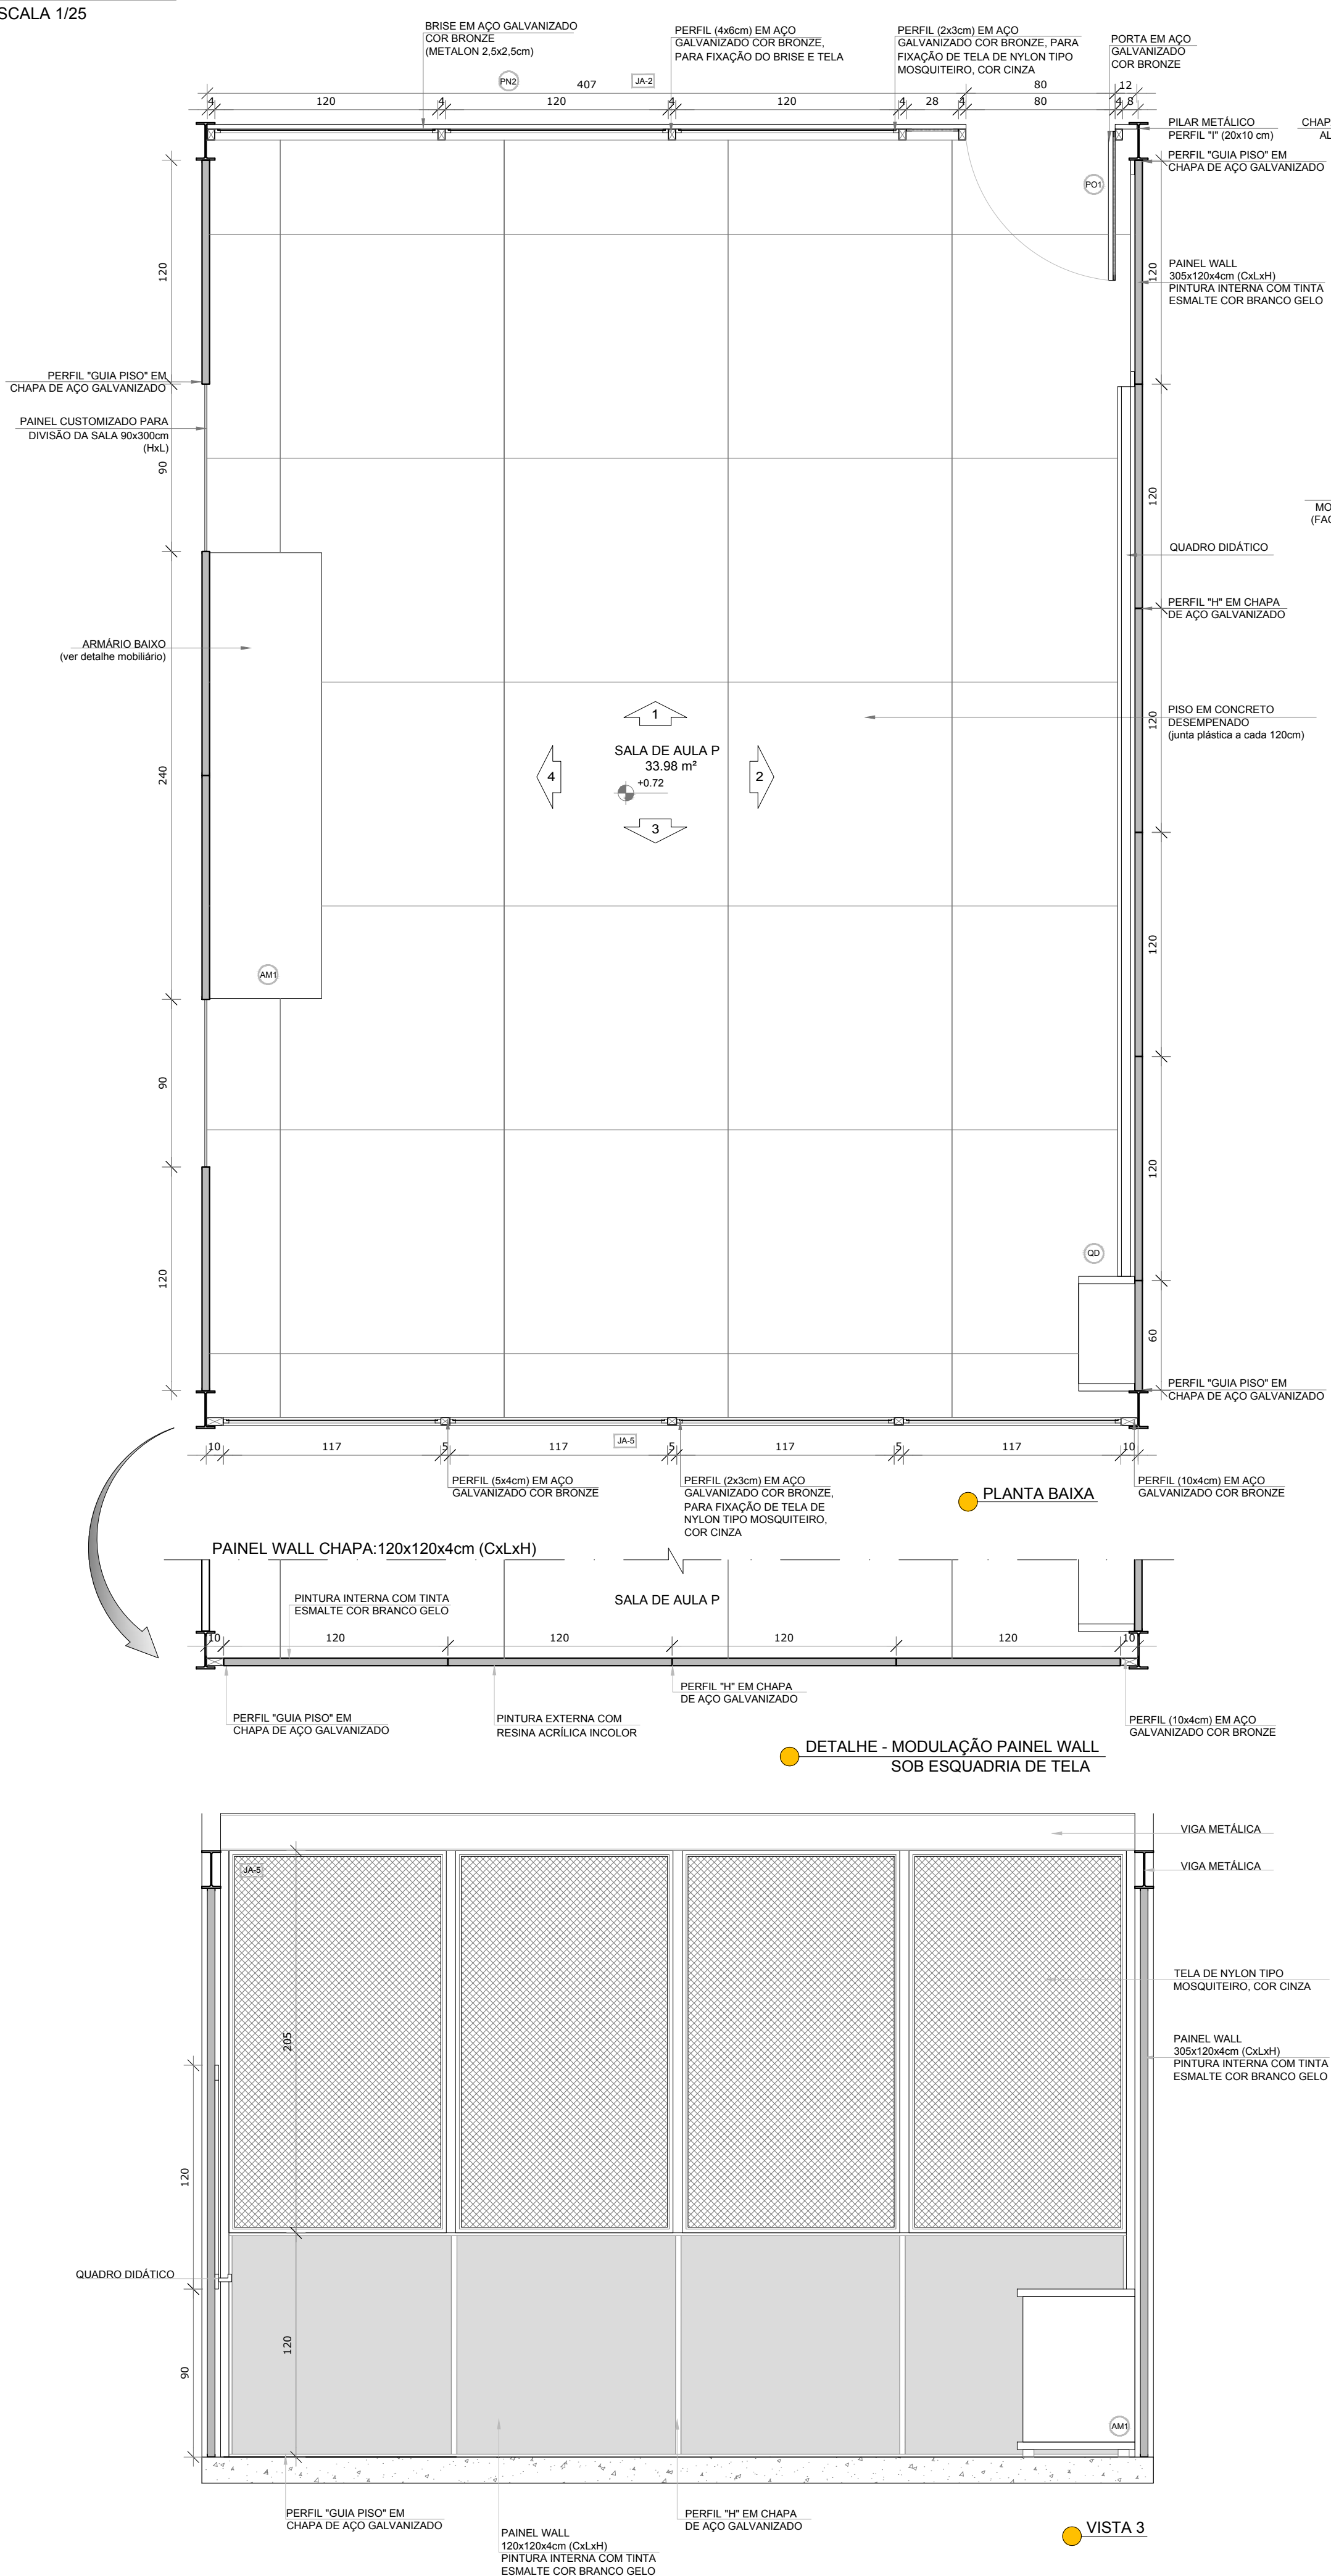 SCALA 1/25
BRISE EM AÇO GALVANIZADO
COR BRONZE
(METALON 2,5x2,5cm)
PERFIL (4x6cm) EM AÇO
GALVANIZADO COR BRONZE,
PARA FIXAÇÃO DO BRISE E TELA
PERFIL (2x3cm) EM AÇO
GALVANIZADO COR BRONZE, PARA
FIXAÇÃO DE TELA DE NYLON TIPO
MOSQUITEIRO, COR CINZA
PORTA EM AÇO
GALVANIZADO
COR BRONZE
PN2
407
JA-2
80
12
4
120
4
120
4
120
4
28
4
80
4
8
PILAR METÁLICO
PERFIL "I" (20x10 cm)
CHAP
AL
PERFIL "GUIA PISO" EM
CHAPA DE AÇO GALVANIZADO
PO1
120
120
PAINEL WALL
305x120x4cm (CxLxH)
PINTURA INTERNA COM TINTA
ESMALTE COR BRANCO GELO
PERFIL "GUIA PISO" EM
CHAPA DE AÇO GALVANIZADO
PAINEL CUSTOMIZADO PARA
DIVISÃO DA SALA 90x300cm
(HxL)
90
120
MO
(FAC
QUADRO DIDÁTICO
PERFIL "H" EM CHAPA
DE AÇO GALVANIZADO
ARMÁRIO BAIXO
(ver detalhe mobiliário)
1
120
PISO EM CONCRETO
DESEMPENADO
(junta plástica a cada 120cm)
SALA DE AULA P
33.98 m²
+0.72
4
2
3
240
120
AM1
90
120
QD
120
60
PERFIL "GUIA PISO" EM
CHAPA DE AÇO GALVANIZADO
10
117
5
117
JA-5
5
117
5
117
10
PERFIL (5x4cm) EM AÇO
GALVANIZADO COR BRONZE
PERFIL (2x3cm) EM AÇO
GALVANIZADO COR BRONZE,
PARA FIXAÇÃO DE TELA DE
NYLON TIPO MOSQUITEIRO,
COR CINZA
PERFIL (10x4cm) EM AÇO
GALVANIZADO COR BRONZE
PLANTA BAIXA
PAINEL WALL CHAPA:120x120x4cm (CxLxH)
PINTURA INTERNA COM TINTA
ESMALTE COR BRANCO GELO
SALA DE AULA P
10
120
120
120
120
10
PERFIL "H" EM CHAPA
DE AÇO GALVANIZADO
PERFIL "GUIA PISO" EM
CHAPA DE AÇO GALVANIZADO
PINTURA EXTERNA COM
RESINA ACRÍLICA INCOLOR
PERFIL (10x4cm) EM AÇO
GALVANIZADO COR BRONZE
DETALHE - MODULAÇÃO PAINEL WALL
SOB ESQUADRIA DE TELA
VIGA METÁLICA
VIGA METÁLICA
JA-5
TELA DE NYLON TIPO
MOSQUITEIRO, COR CINZA
205
PAINEL WALL
305x120x4cm (CxLxH)
PINTURA INTERNA COM TINTA
ESMALTE COR BRANCO GELO
120
QUADRO DIDÁTICO
120
90
AM1
PERFIL "GUIA PISO" EM
CHAPA DE AÇO GALVANIZADO
PERFIL "H" EM CHAPA
DE AÇO GALVANIZADO
PAINEL WALL
120x120x4cm (CxLxH)
PINTURA INTERNA COM TINTA
ESMALTE COR BRANCO GELO
VISTA 3